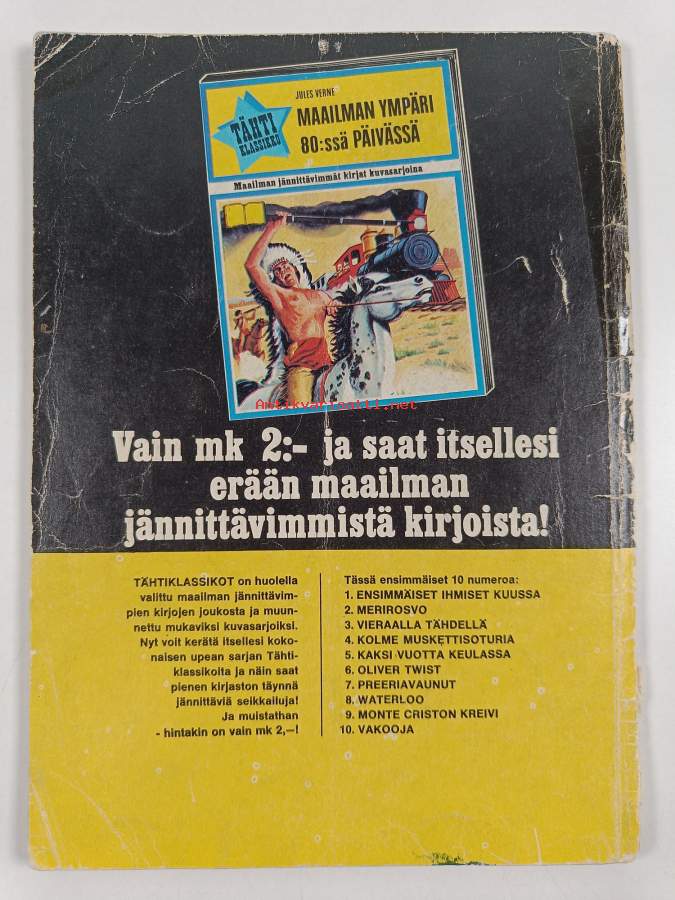 JULES VERNE
TÄHTI
KLASSIKKO
MAAILMAN YMPÄRI
80:ssä PÄIVÄSSÄ
Maailman jännittävimmät kirjat kuvasarjoina
Antikvariaatti.net
Vain mk 2:- ja saat itsellesi
erään maailman
jännittävimmistä kirjoista!
TÄHTIKLASSIKOT on huolella
valittu maailman jännittävim-
pien kirjojen joukosta ja muun-
nettu mukaviksi kuvasarjoiksi.
Nyt voit kerätä itsellesi koko-
naisen upean sarjan Tähti-
klassikoita ja näin saat
pienen kirjaston täynnä
jännittäviä seikkailuja!
Ja muistathan
- hintakin on vain mk 2,—!
Tässä ensimmäiset 10 numeroa:
1. ENSIMMÄISET IHMISET KUUSSA
2. MERIROSVO
3. VIERAALLA TÄHDELLÄ
4. KOLME MUSKETTISOTURIA
5. KAKSI VUOTTA KEULASSA
6. OLIVER TWIST
7. PREERIAVAUNUT
8. WATERLOO
9. MONTE CRISTON KREIVI
10. VAKOOJA